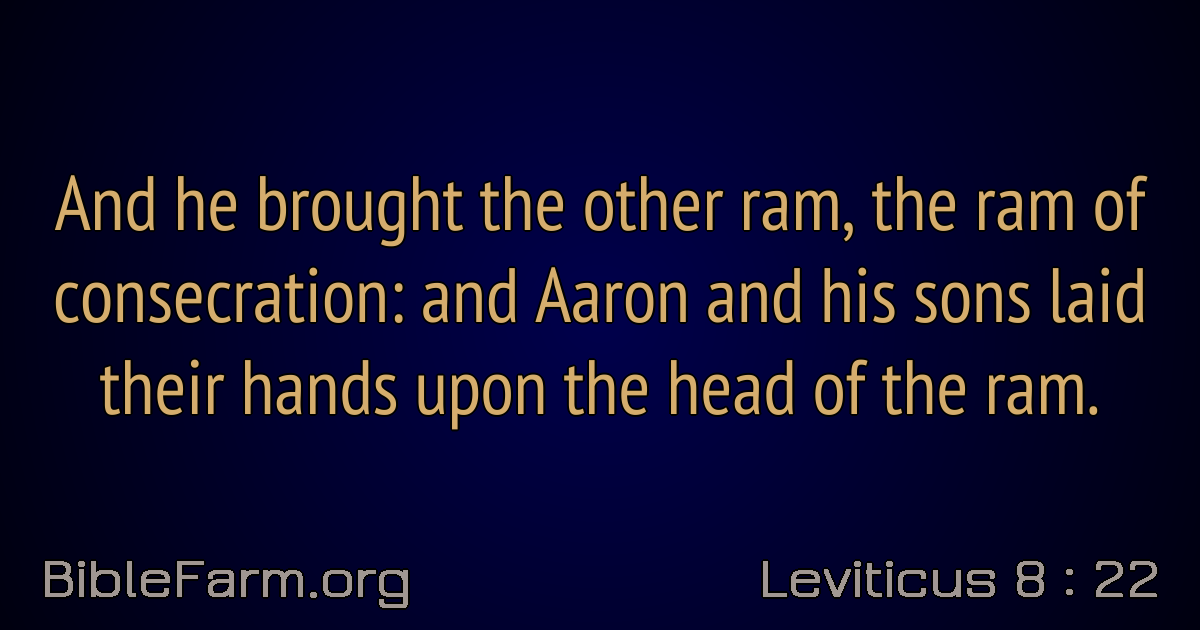 And he brought the other ram, the ram of
consecration: and Aaron and his sons laid
their hands upon the head of the ram.
BibleFarm.org
Leviticus 8 : 22